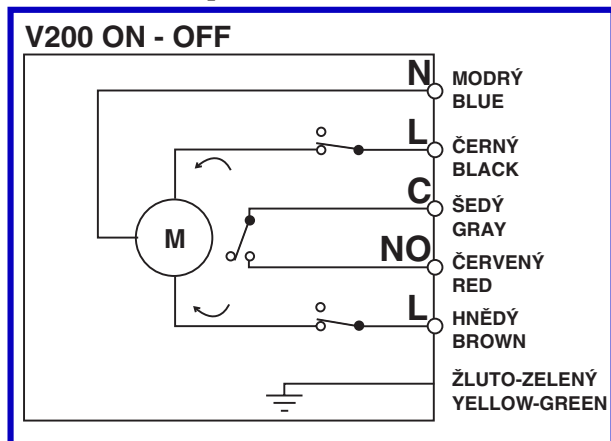 V200 ON - OFF
N MODRÝ
BLUE
L ČERNÝ
BLACK
C ŠEDÝ
GRAY
NO ČERVENÝ
RED
M
L HNĚDÝ
BROWN
ŽLUTO-ZELENÝ
YELLOW-GREEN